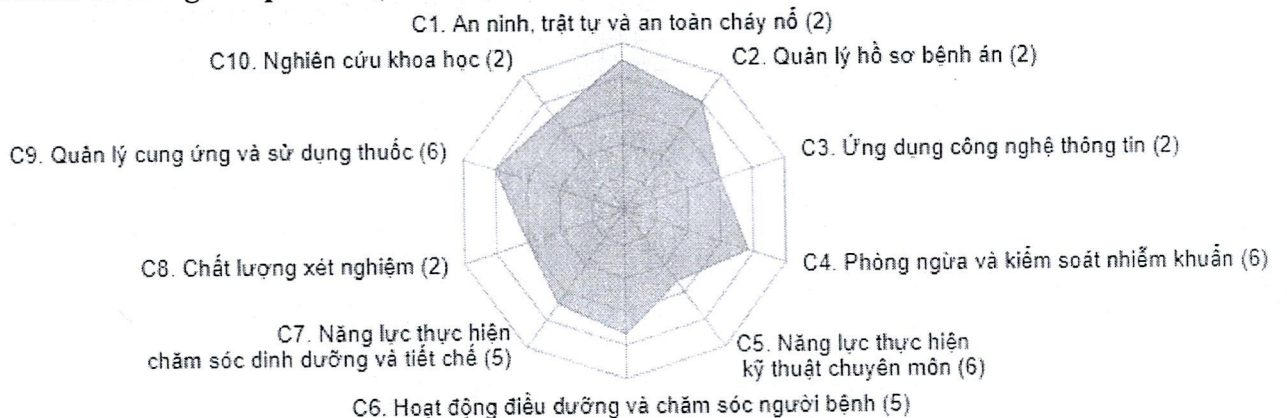 C1. An ninh, trật tự và an toàn cháy nổ (2)
C10. Nghiên cứu khoa học (2)
C2. Quản lý hồ sơ bệnh án (2)
C9. Quản lý cung ứng và sử dụng thuốc (6)
C3. Ứng dụng công nghệ thông tin (2)
C8. Chất lượng xét nghiệm (2)
C4. Phòng ngừa và kiểm soát nhiễm khuẩn (6)
C7. Năng lực thực hiện
chăm sóc dinh dưỡng và tiết chế (5)
C5. Năng lực thực hiện
kỹ thuật chuyên môn (6)
C6. Hoạt động điều dưỡng và chăm sóc người bệnh (5)